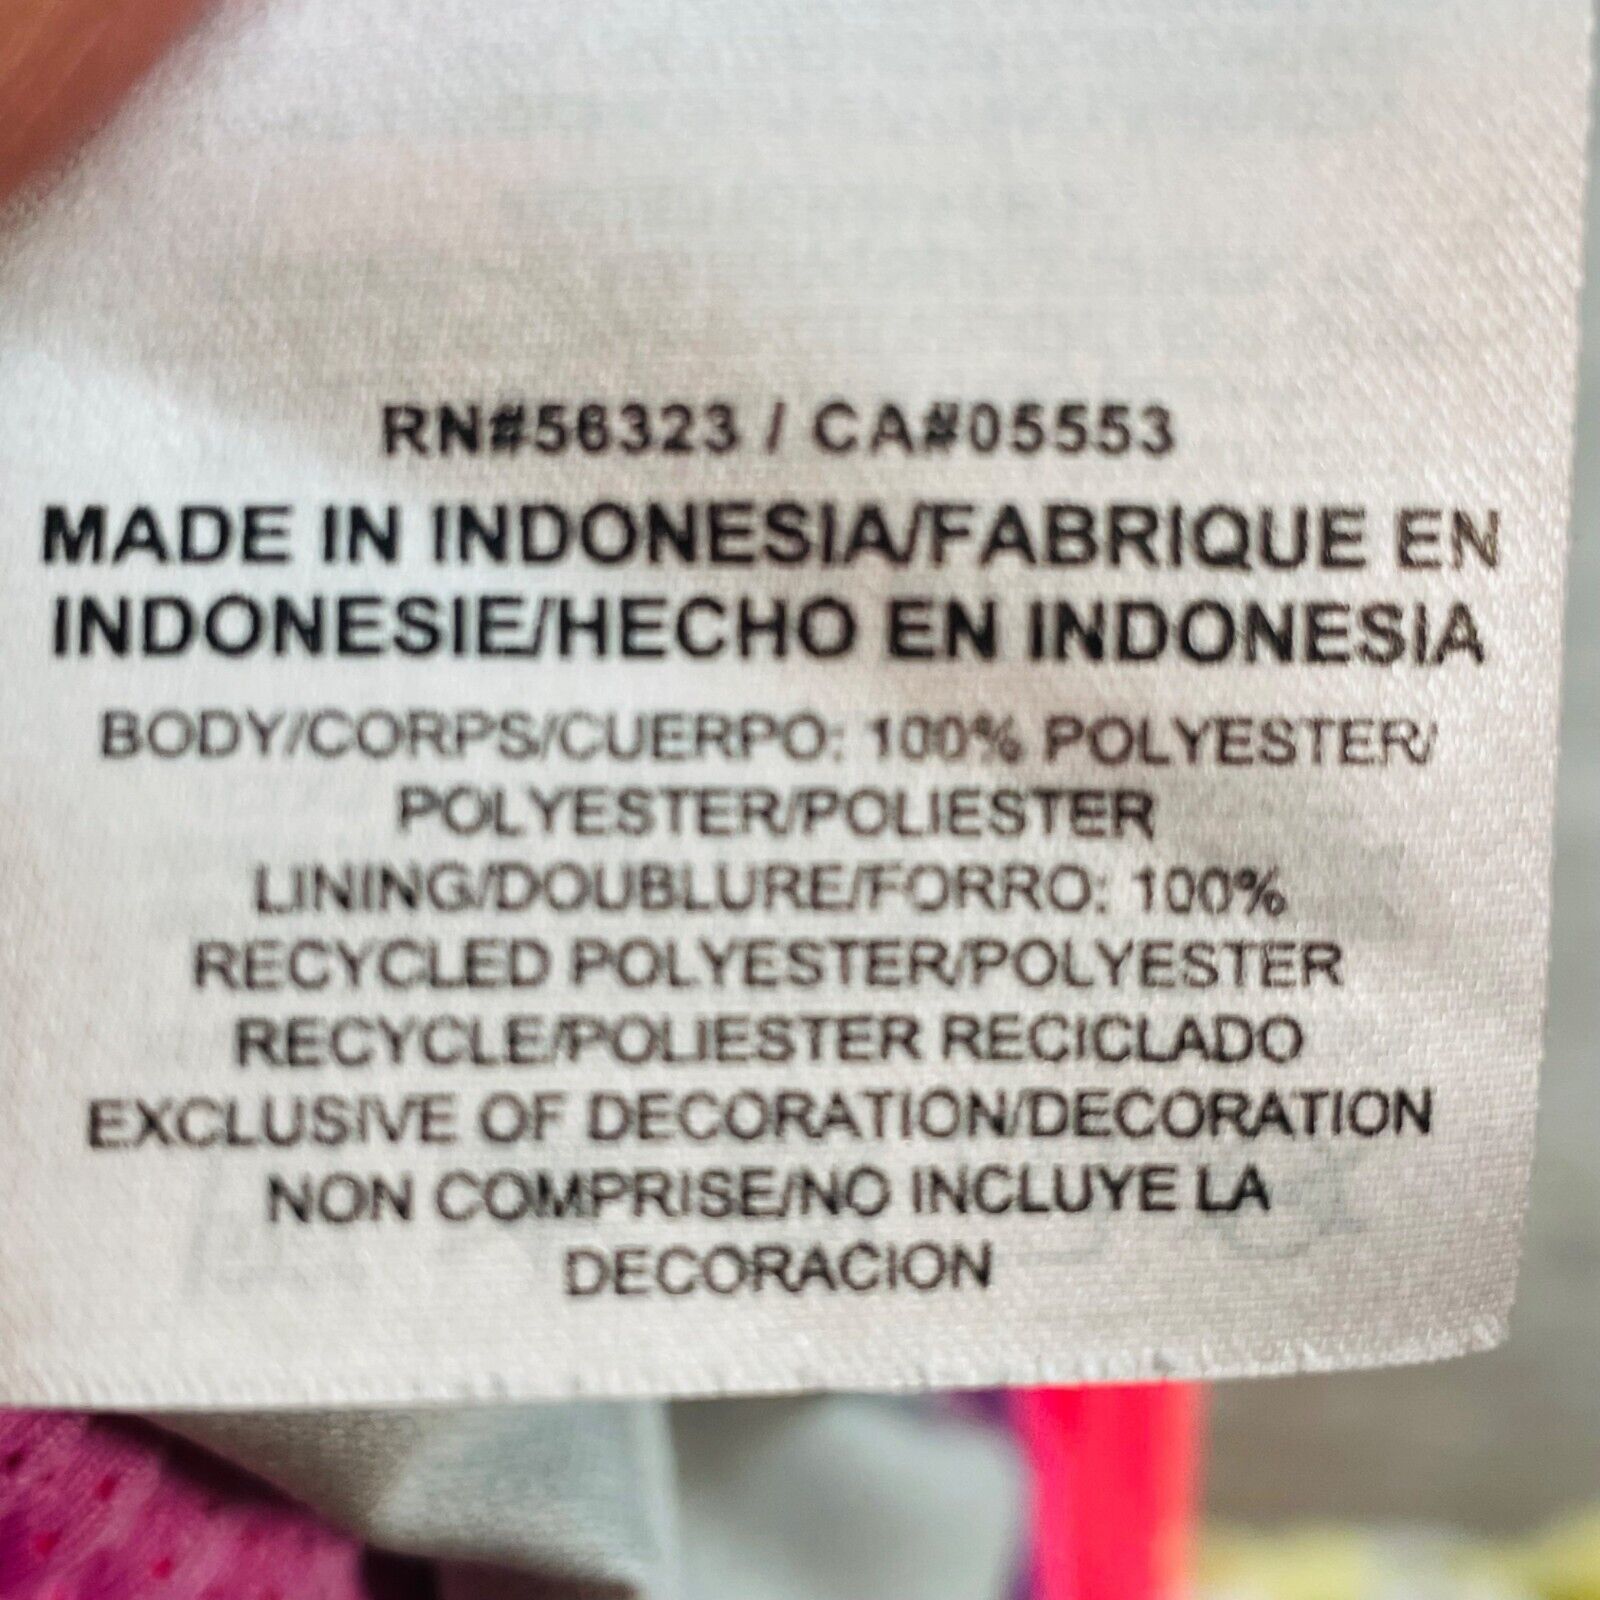 RN#56323 / CA#05553
MADE IN INDONESIA/FABRIQUE EN
INDONESIE/HECHO EN INDONESIA
BODY/CORPS/CUERPO: 100% POLYESTER/
POLYESTER/POLIESTER
LINING/DOUBLURE/FORRO: 100%
RECYCLED POLYESTER/POLYESTER
RECYCLE/POLIESTER RECICLADO
EXCLUSIVE OF DECORATION/DECORATION
NON COMPRISE/NO INCLUYE LA
DECORACION